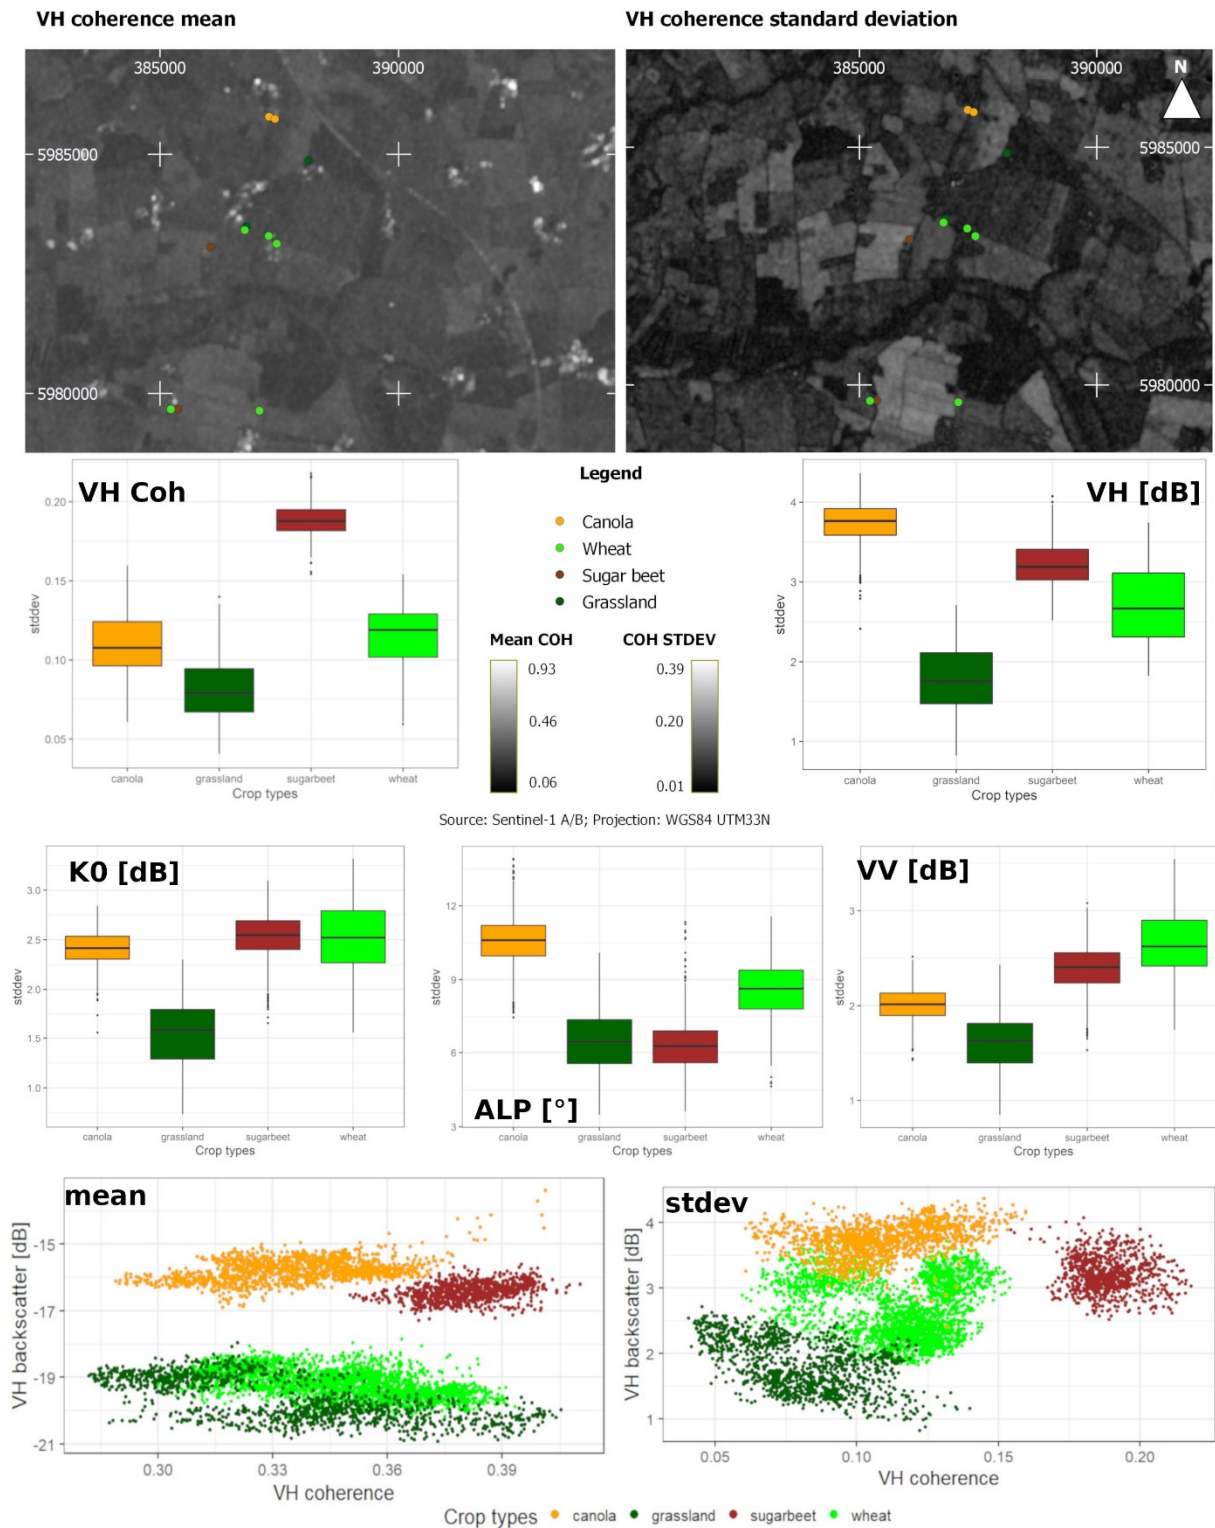 VH coherence mean
VH coherence standard deviation
385000 390000
5985000
5980000
385000 390000
N
5985000
5980000
VH Coh
stddev
0.20
0.15
0.10
0.05
canola grassland sugarbeet wheat
Crop types
Legend
Canola
Wheat
Sugar beet
Grassland
Mean COH
0.93
0.46
0.06
COH STDEV
0.39
0.20
0.01
VH [dB]
stddev
4
3
2
1
canola grassland sugarbeet wheat
Crop types
Source: Sentinel-1 A/B; Projection: WGS84 UTM33N
K0 [dB]
stddev
3.0
2.5
2.0
1.5
1.0
canola grassland sugarbeet wheat
Crop types
ALP [°]
stddev
12
9
6
3
canola grassland sugarbeet wheat
Crop types
VV [dB]
stddev
3
2
1
canola grassland sugarbeet wheat
Crop types
mean
VH backscatter [dB]
-15
-17
-19
-21
0.30 0.33 0.36 0.39
VH coherence
stdev
VH backscatter [dB]
4
3
2
1
0.05 0.10 0.15 0.20
VH coherence
Crop types canola grassland sugarbeet wheat